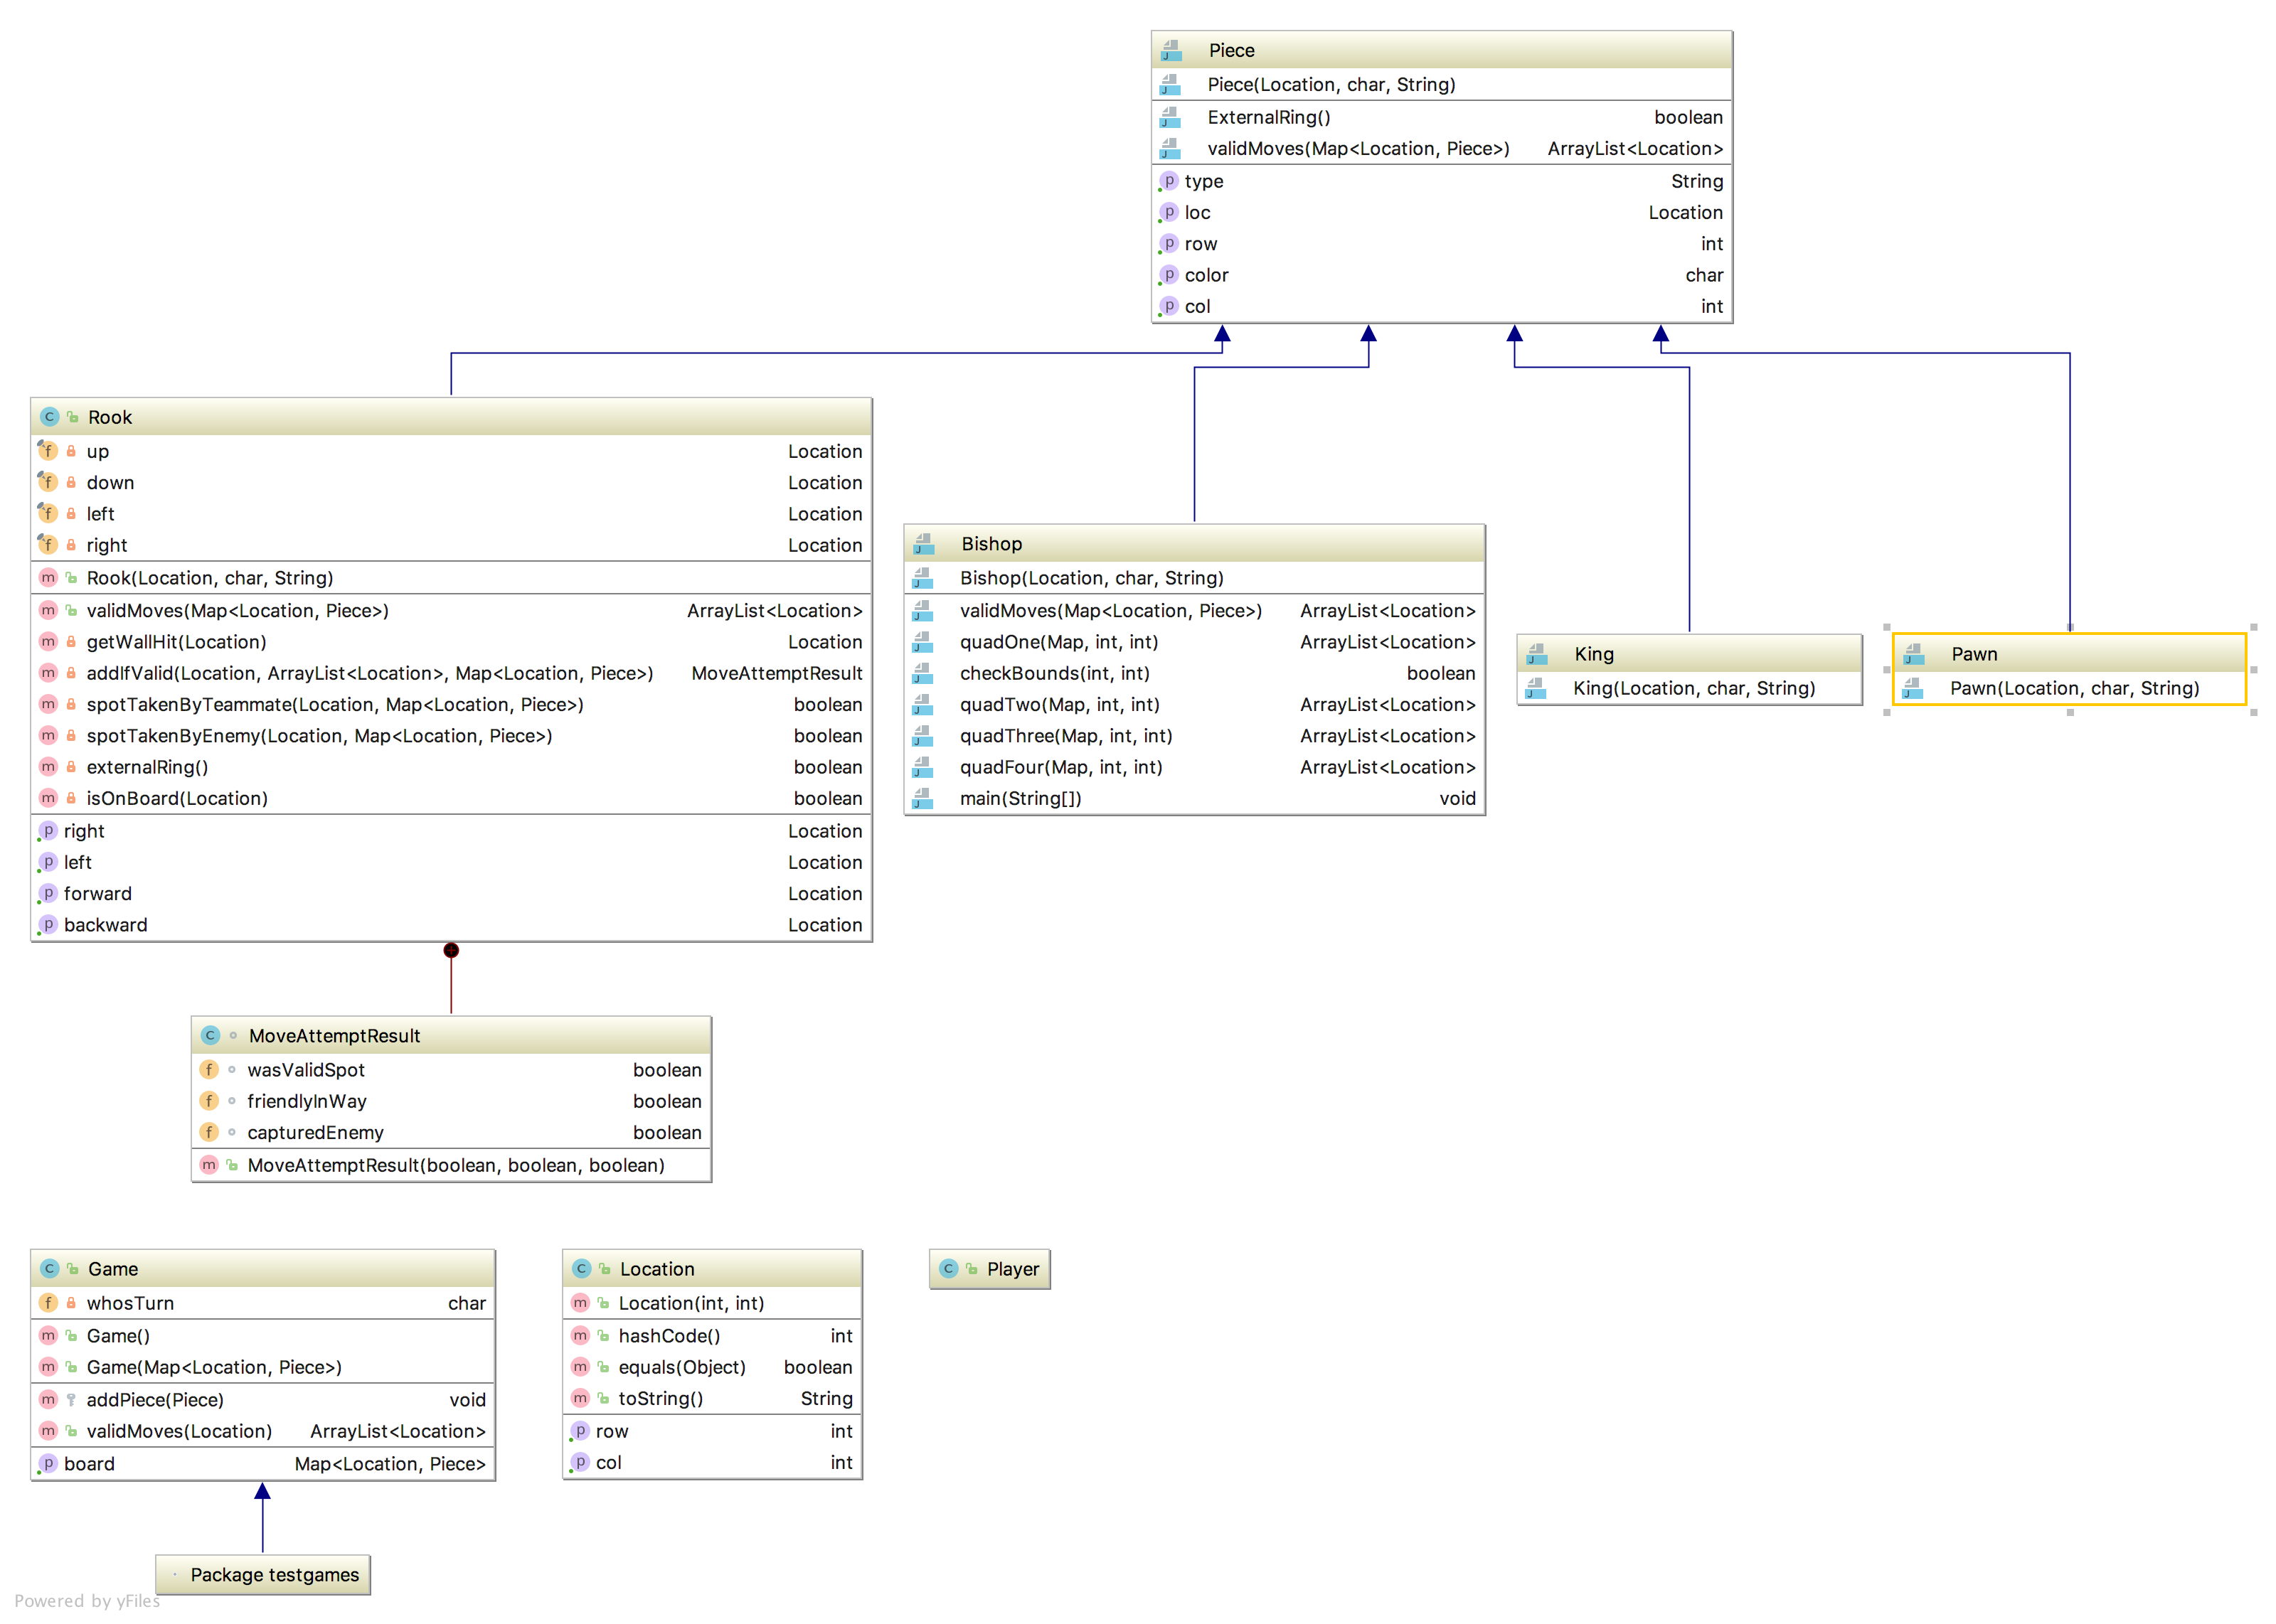 Piece
Piece(Location, char, String)
ExternalRing() boolean
validMoves(Map<Location, Piece>) ArrayList<Location>
type String
loc Location
row int
color char
col int
Rook
up Location
down Location
left Location
right Location
Rook(Location, char, String)
validMoves(Map<Location, Piece>) ArrayList<Location>
getWallHit(Location) Location
addIfValid(Location, ArrayList<Location>, Map<Location, Piece>) MoveAttemptResult
spotTakenByTeammate(Location, Map<Location, Piece>) boolean
spotTakenByEnemy(Location, Map<Location, Piece>) boolean
externalRing() boolean
isOnBoard(Location) boolean
right Location
left Location
forward Location
backward Location
Bishop
Bishop(Location, char, String)
validMoves(Map<Location, Piece>) ArrayList<Location>
quadOne(Map, int, int) ArrayList<Location>
checkBounds(int, int) boolean
quadTwo(Map, int, int) ArrayList<Location>
quadThree(Map, int, int) ArrayList<Location>
quadFour(Map, int, int) ArrayList<Location>
main(String[]) void
King
King(Location, char, String)
Pawn
Pawn(Location, char, String)
MoveAttemptResult
wasValidSpot boolean
friendlyInWay boolean
capturedEnemy boolean
MoveAttemptResult(boolean, boolean, boolean)
Game
whosTurn char
Game()
Game(Map<Location, Piece>)
addPiece(Piece) void
validMoves(Location) ArrayList<Location>
board Map<Location, Piece>
Location
Location(int, int)
hashCode() int
equals(Object) boolean
toString() String
row int
col int
Player
Package testgames
Powered by yFiles